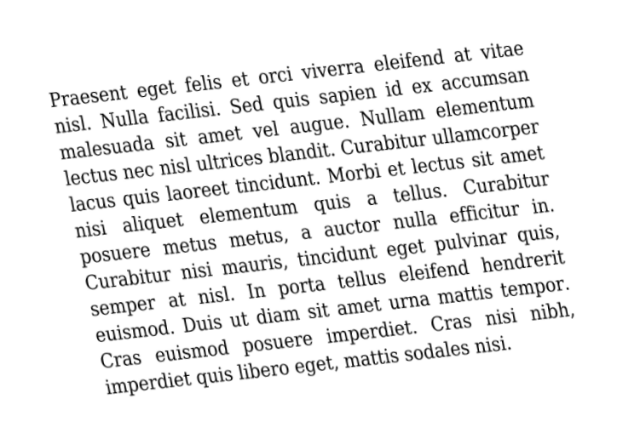 Praesent eget felis et orci viverra eleifend at vitae
nisl. Nulla facilisi. Sed quis sapien id ex accumsan
malesuada sit amet vel augue. Nullam elementum
lectus nec nisl ultrices blandit. Curabitur ullamcorper
lacus quis laoreet tincidunt. Morbi et lectus sit amet
nisi aliquet elementum quis a tellus. Curabitur
posuere metus metus, a auctor nulla efficitur in.
Curabitur nisi mauris, tincidunt eget pulvinar quis,
semper at nisl. In porta tellus eleifend hendrerit
euismod. Duis ut diam sit amet urna mattis tempor.
Cras euismod posuere imperdiet. Cras nisi nibh,
imperdiet quis libero eget, mattis sodales nisi.